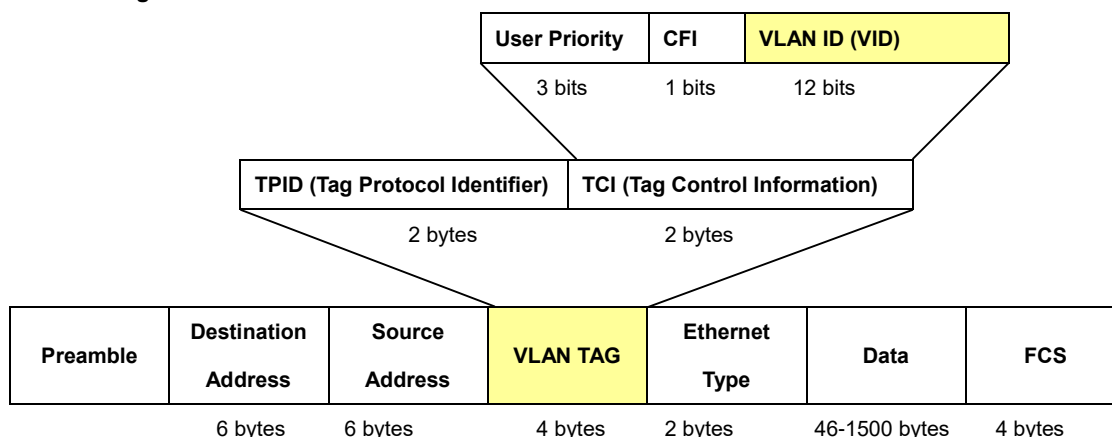 User Priority CFI VLAN ID (VID)
3 bits 1 bits 12 bits
TPID (Tag Protocol Identifier) TCI (Tag Control Information)
2 bytes 2 bytes
Preamble
Destination
Address
Source
Address
VLAN TAG
Ethernet
Type
Data
FCS
6 bytes 6 bytes 4 bytes 2 bytes 46-1500 bytes 4 bytes